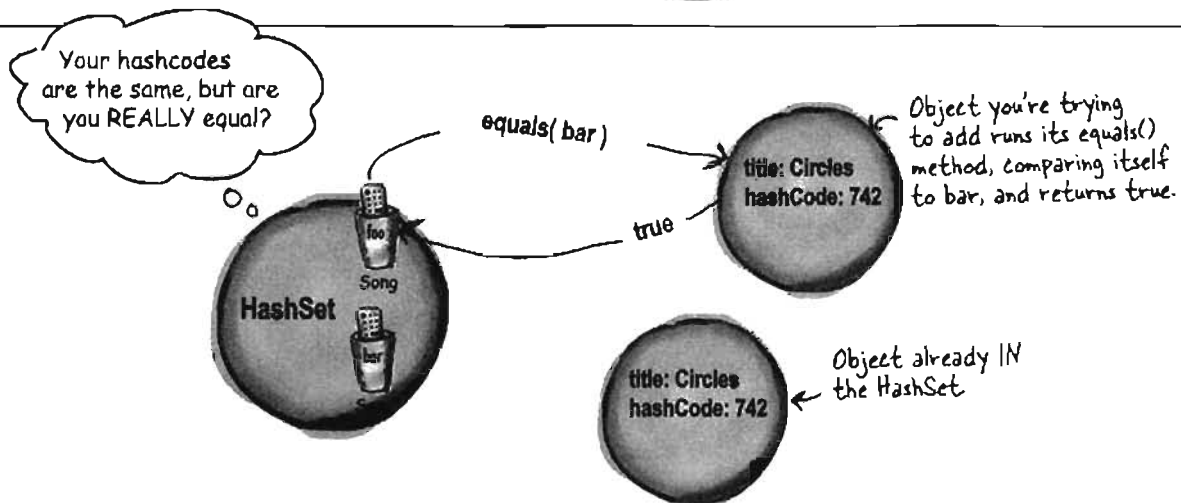 Your hashcodes
are the same, but are
you REALLY equal?
equals(bar)
title: Circles
hashCode: 742
Object you're trying
to add runs its equals()
method, comparing itself
to bar, and returns true.
true
foo
Song
HashSet
bar
title: Circles
hashCode: 742
Object already IN
the HashSet